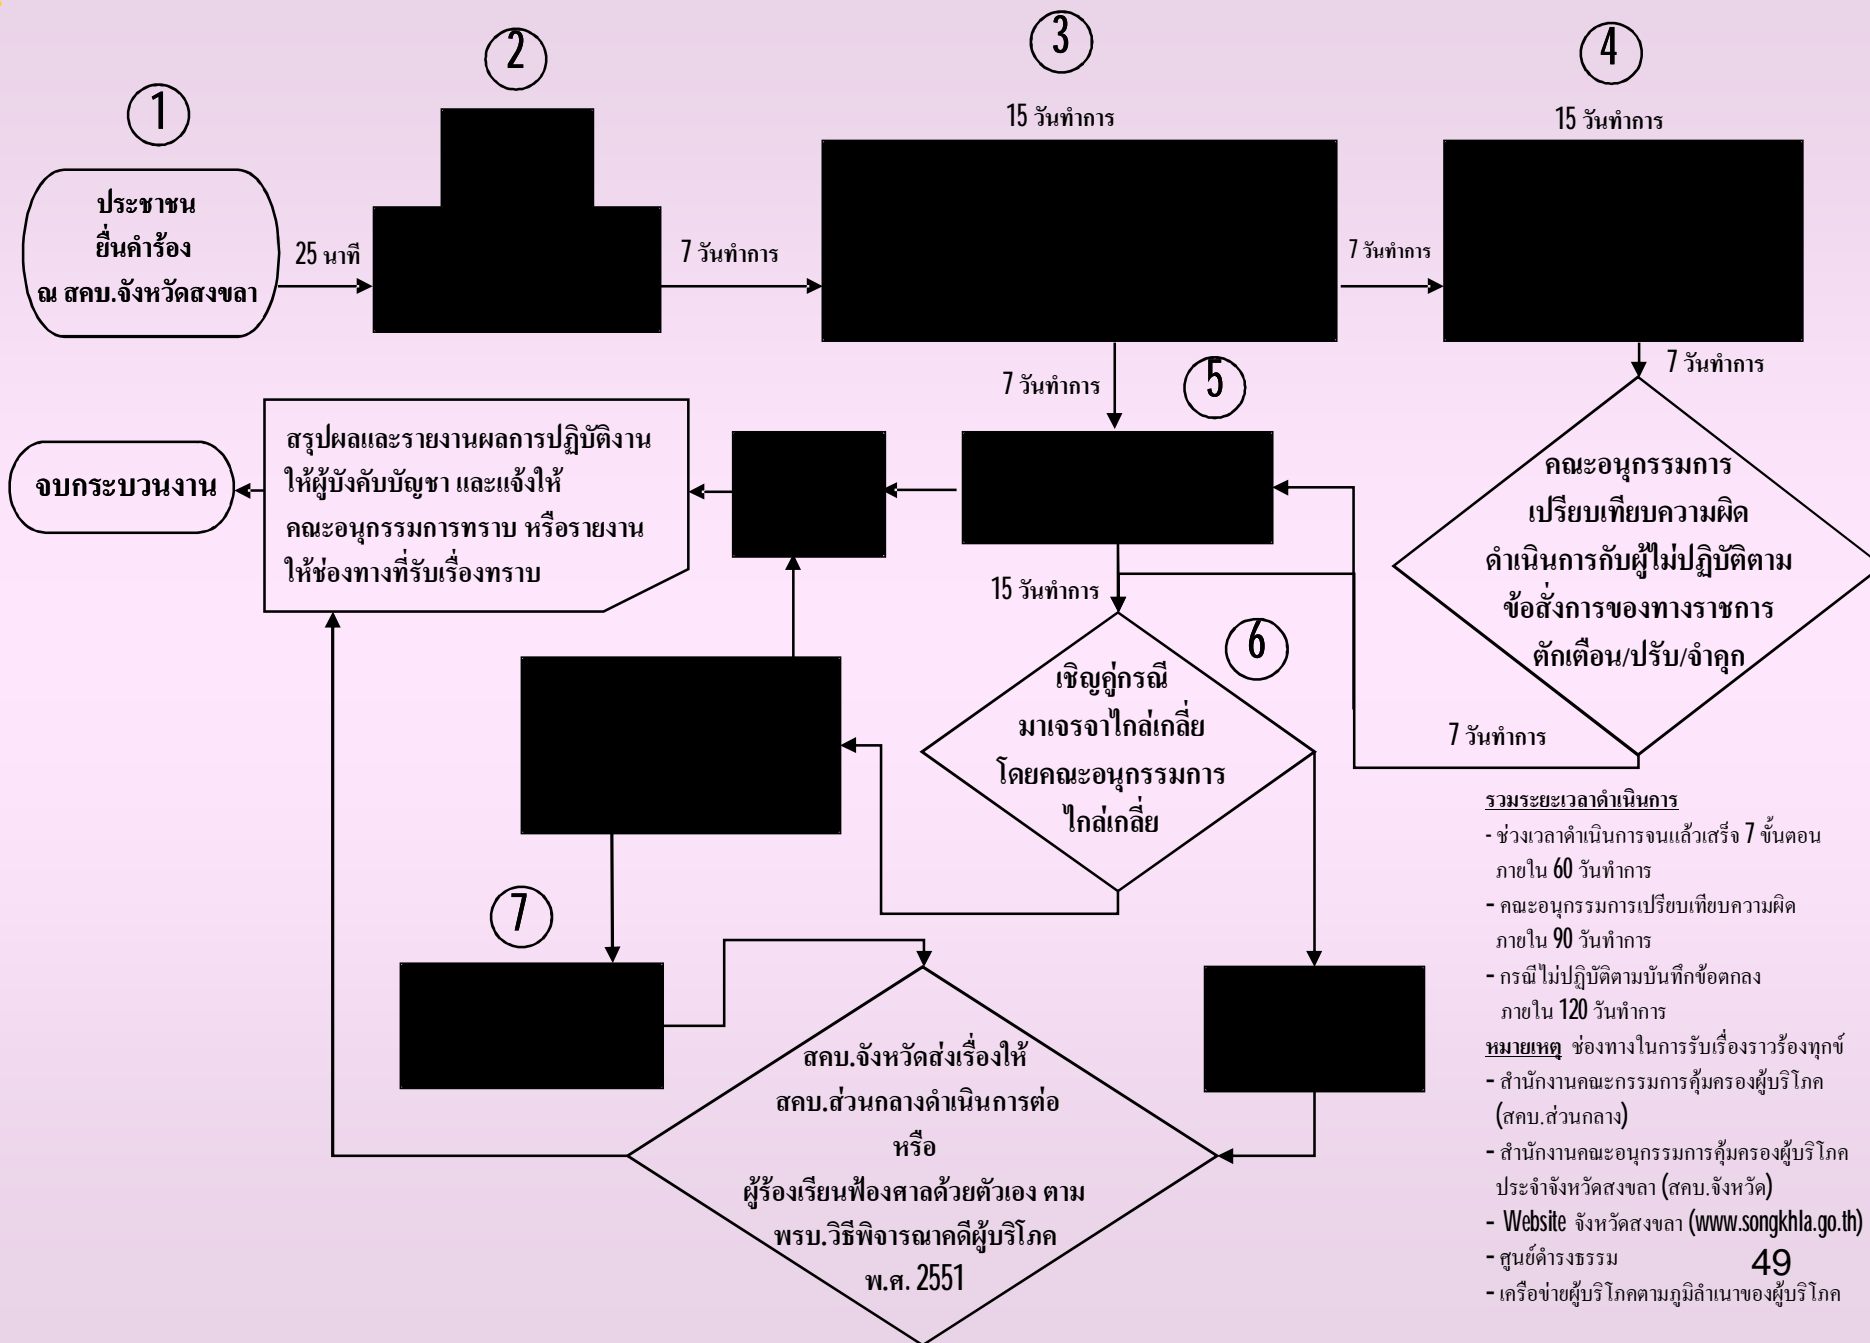 1
ประชาชน
ยื่นคำร้อง
ณ สคบ.จังหวัดสงขลา
25 นาที
2
7 วันทำการ
3
15 วันทำการ
7 วันทำการ
4
15 วันทำการ
7 วันทำการ
7 วันทำการ
5
คณะอนุกรรมการ
เปรียบเทียบความผิด
ดำเนินการกับผู้ไม่ปฏิบัติตาม
ข้อสั่งการของทางราชการ
ตักเตือน/ปรับ/จำคุก
7 วันทำการ
สรุปผลและรายงานผลการปฏิบัติงาน
ให้ผู้บังคับบัญชา และแจ้งให้
คณะอนุกรรมการทราบ หรือรายงาน
ให้ช่องทางที่รับเรื่องทราบ
จบกระบวนงาน
15 วันทำการ
6
เชิญคู่กรณี
มาเจรจาไกล่เกลี่ย
โดยคณะอนุกรรมการ
ไกล่เกลี่ย
7
สคบ.จังหวัดส่งเรื่องให้
สคบ.ส่วนกลางดำเนินการต่อ
หรือ
ผู้ร้องเรียนฟ้องศาลด้วยตัวเอง ตาม
พรบ.วิธีพิจารณาคดีผู้บริโภค
พ.ศ. 2551
รวมระยะเวลาดำเนินการ
- ช่วงเวลาดำเนินการจนแล้วเสร็จ 7 ขั้นตอน
ภายใน 60 วันทำการ
- คณะอนุกรรมการเปรียบเทียบความผิด
ภายใน 90 วันทำการ
- กรณีไม่ปฏิบัติตามบันทึกข้อตกลง
ภายใน 120 วันทำการ
หมายเหตุ ช่องทางในการรับเรื่องราวร้องทุกข์
- สำนักงานคณะกรรมการคุ้มครองผู้บริโภค
(สคบ.ส่วนกลาง)
- สำนักงานคณะอนุกรรมการคุ้มครองผู้บริโภค
ประจำจังหวัดสงขลา (สคบ.จังหวัด)
- Website จังหวัดสงขลา (www.songkhla.go.th)
- ศูนย์ดำรงธรรม
- เครือข่ายผู้บริโภคตามภูมิลำเนาของผู้บริโภค
49